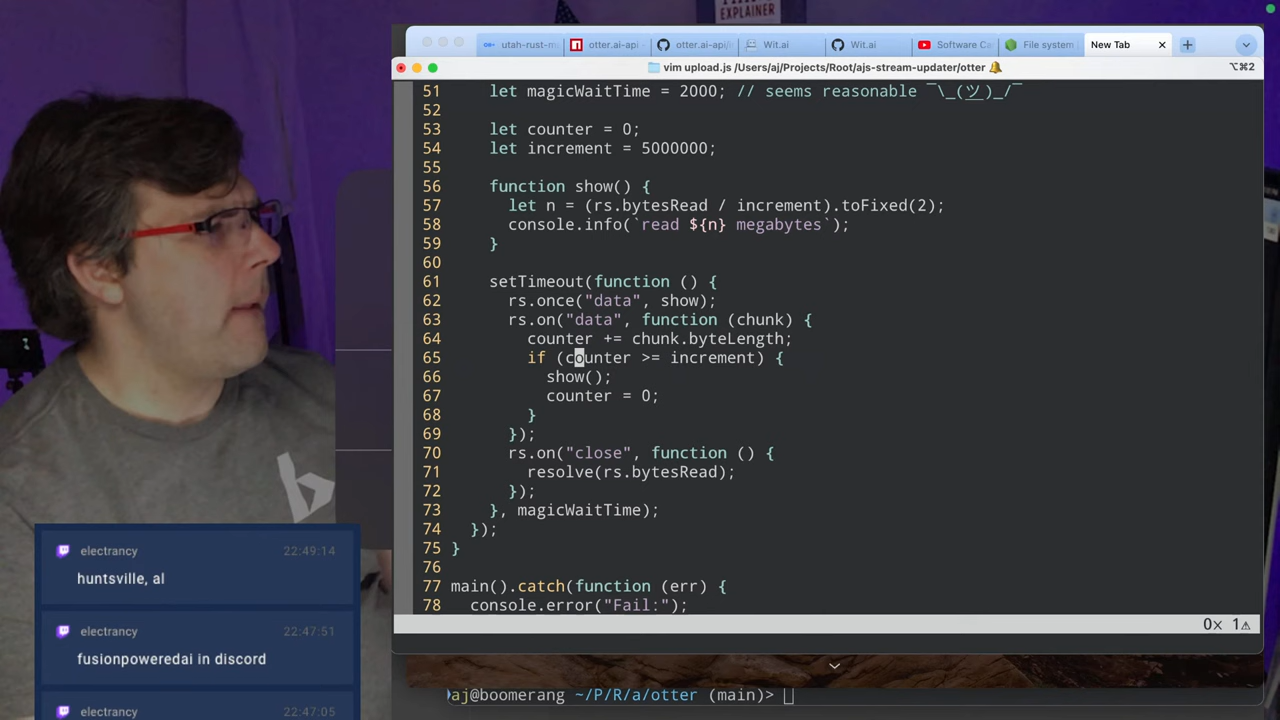 EXPLAINER
utah-rust-m
otter.ai-api
otter.ai-api/
Wit.ai
Wit.ai
Software Ca
File system
New Tab
vim upload.js /Users/aj/Projects/Root/ajs-stream-updater/otter 🔔
⌥⌘2
51 let magicWaitTime = 2000; // seems reasonable ¯\_(ツ)_/¯
52
53 let counter = 0;
54 let increment = 5000000;
55
56 function show() {
57 let n = (rs.bytesRead / increment).toFixed(2);
58 console.info(`read ${n} megabytes`);
59 }
60
61 setTimeout(function () {
62 rs.once("data", show);
63 rs.on("data", function (chunk) {
64 counter += chunk.byteLength;
65 if (counter >= increment) {
66 show();
67 counter = 0;
68 }
69 });
70 rs.on("close", function () {
71 resolve(rs.bytesRead);
72 });
73 }, magicWaitTime);
74 });
75 }
76
77 main().catch(function (err) {
78 console.error("Fail:");
0× 1⚠
aj@boomerang ~/P/R/a/otter (main)>
electrancy 22:49:14
huntsville, al
electrancy 22:47:51
fusionpoweredai in discord
electrancy 22:47:05